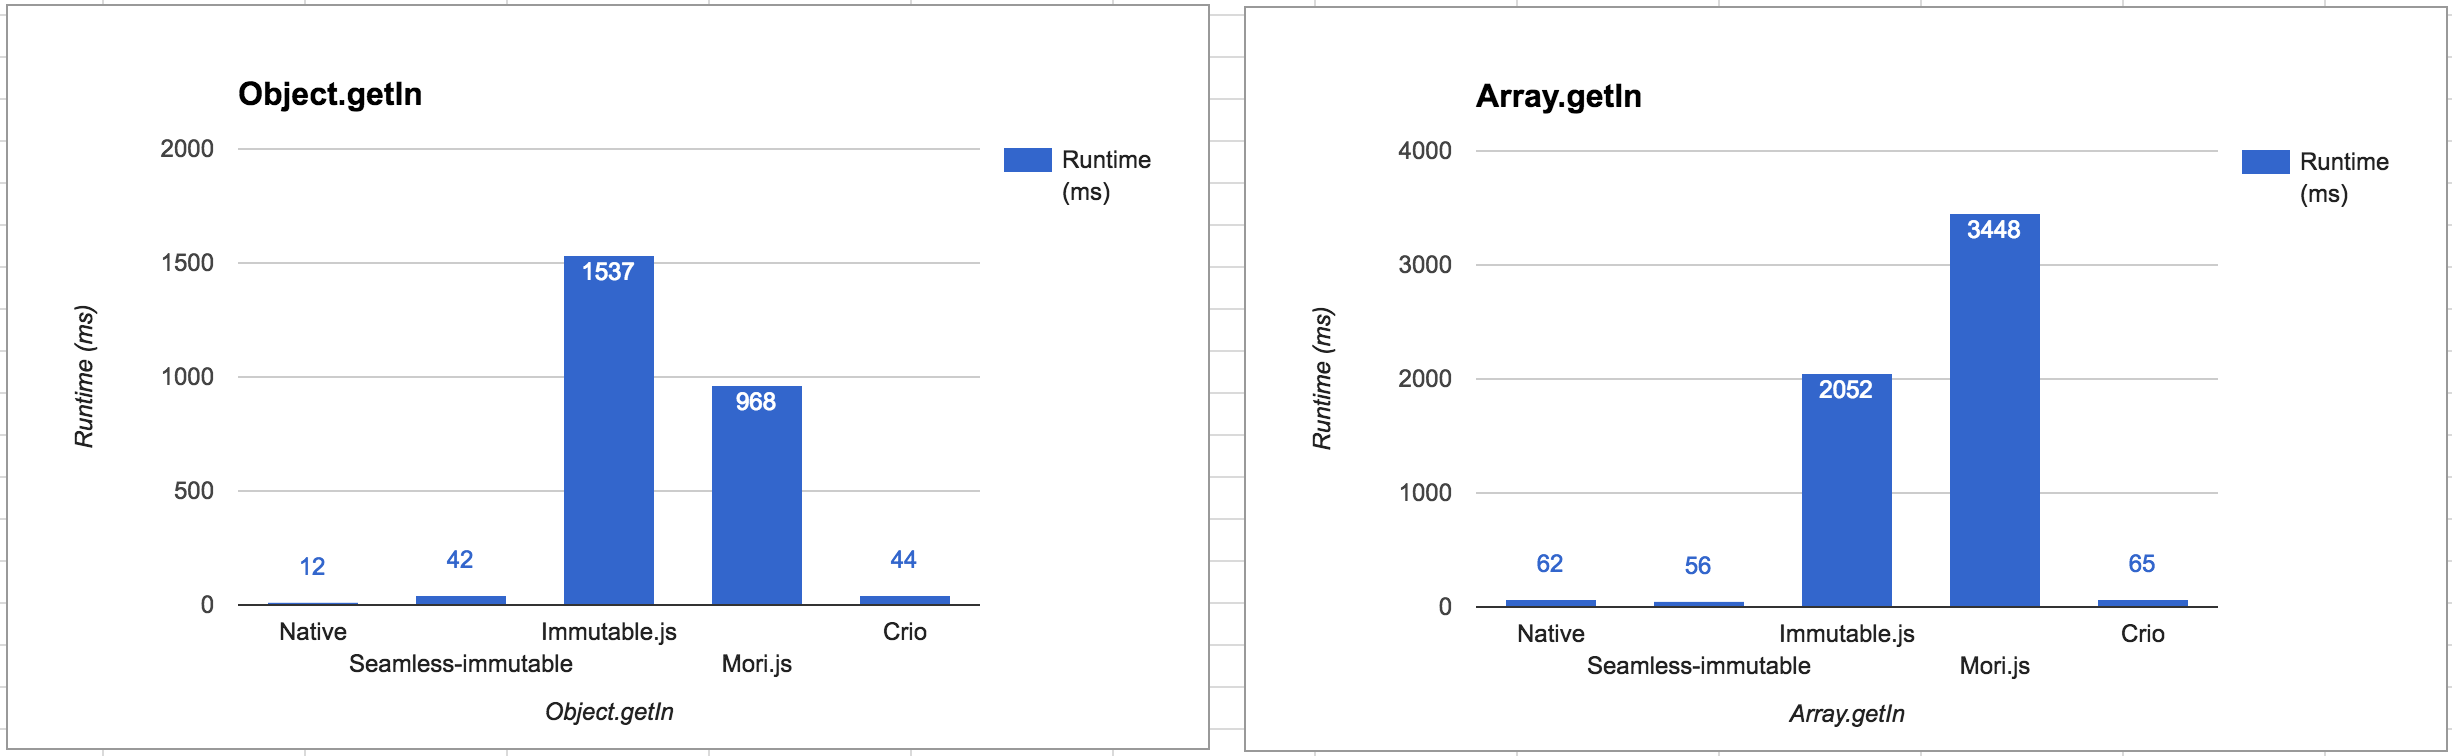 Object.getIn
2000
1500
1000
500
0
Runtime (ms)
1537
968
12
42
44
Native
Immutable.js
Crio
Seamless-immutable
Mori.js
Object.getIn
Runtime
(ms)
Array.getIn
4000
3000
2000
1000
0
Runtime (ms)
3448
2052
62
56
65
Native
Immutable.js
Crio
Seamless-immutable
Mori.js
Array.getIn
Runtime
(ms)